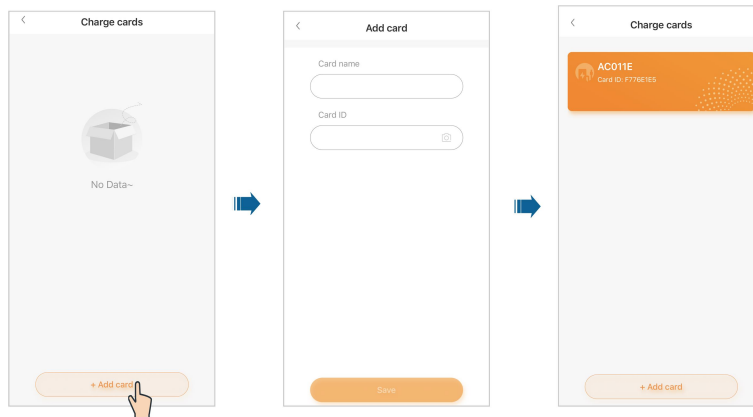 Charge cards
No Data~
+ Add card
Add card
Card name
Card ID
Save
Charge cards
AC011E
Card ID: F776E1E5
+ Add card